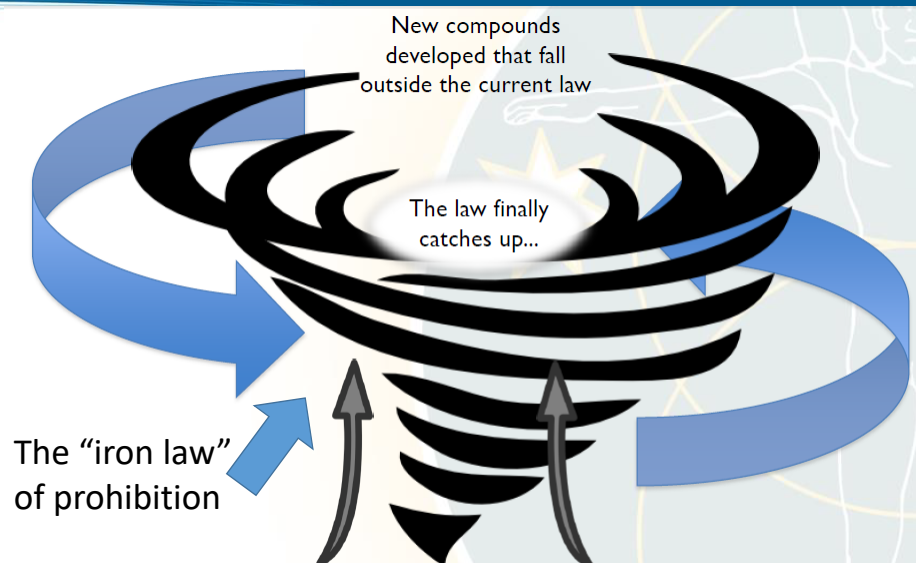 New compounds
developed that fall
outside the current law
The law finally
catches up...
The “iron law”
of prohibition